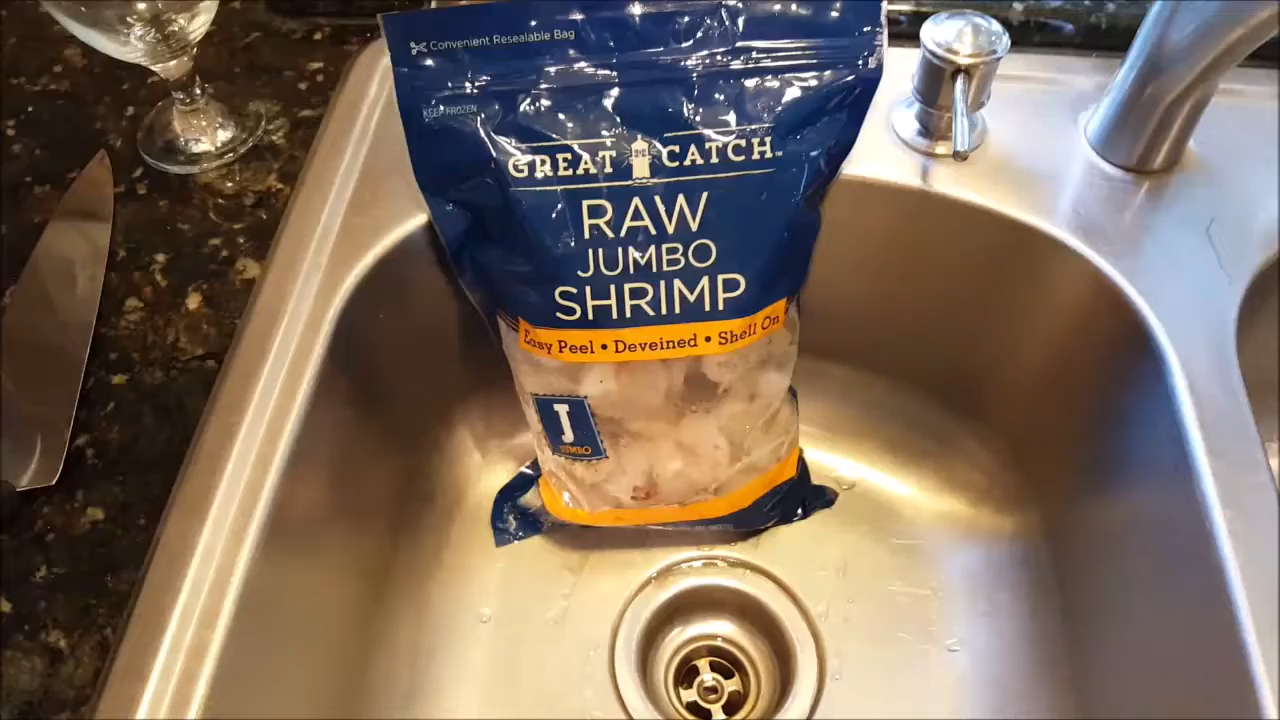 Convenient Resealable Bag
KEEP FROZEN
GREAT CATCH
RAW
JUMBO
SHRIMP
Easy Peel • Deveined • Shell On
J
JUMBO